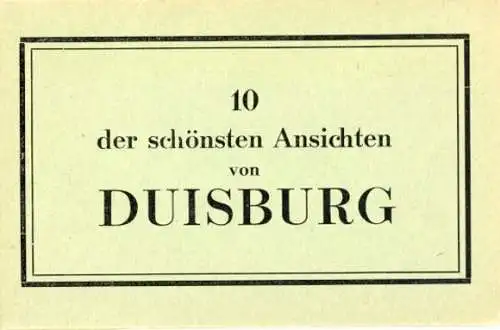 10
der schönsten Ansichten
von
DUISBURG